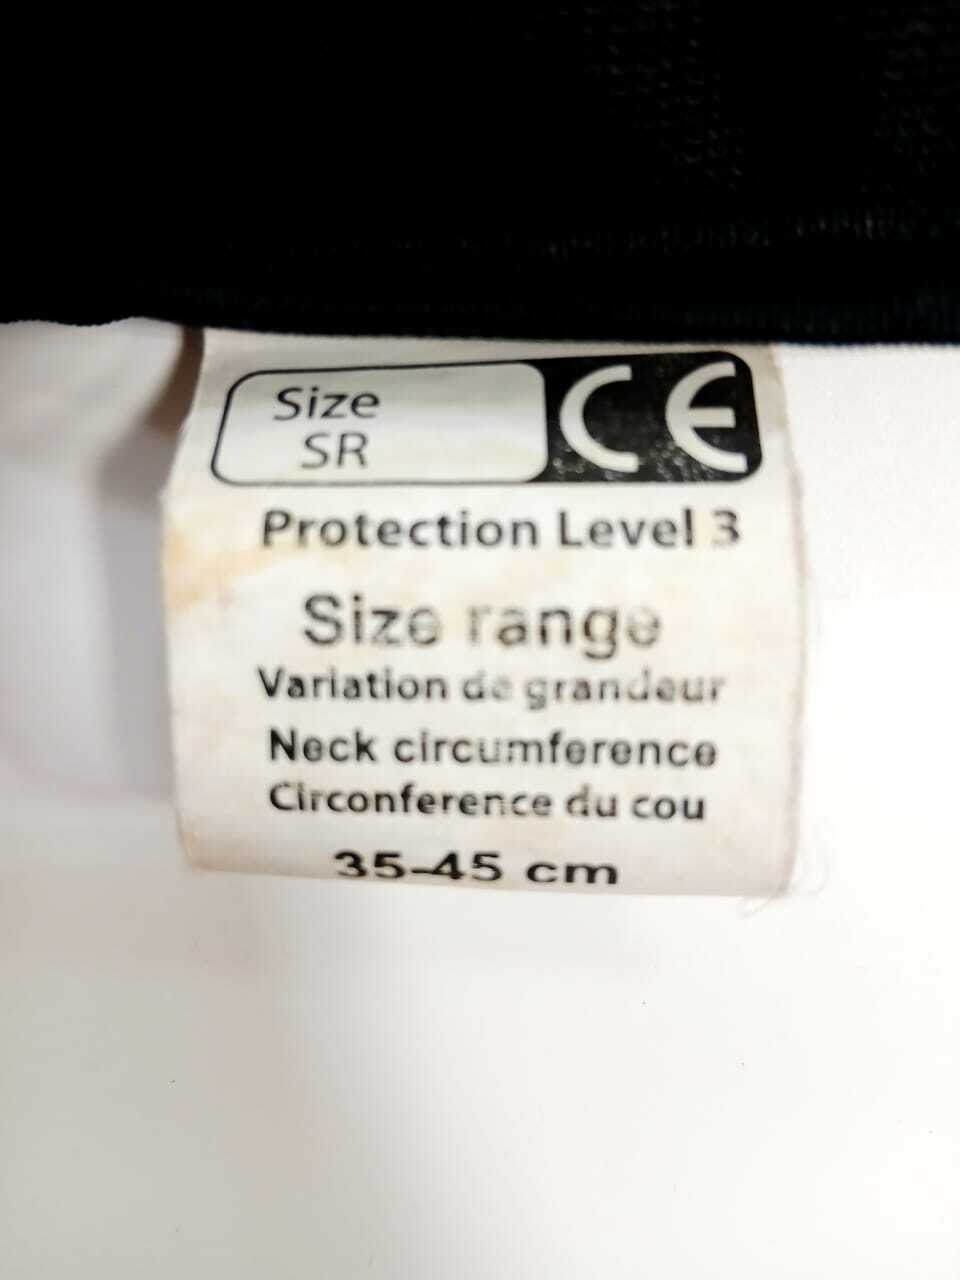 Size
SR
CE
Protection Level 3
Size range
Variation de grandeur
Neck circumference
Circonference du cou
35-45 cm